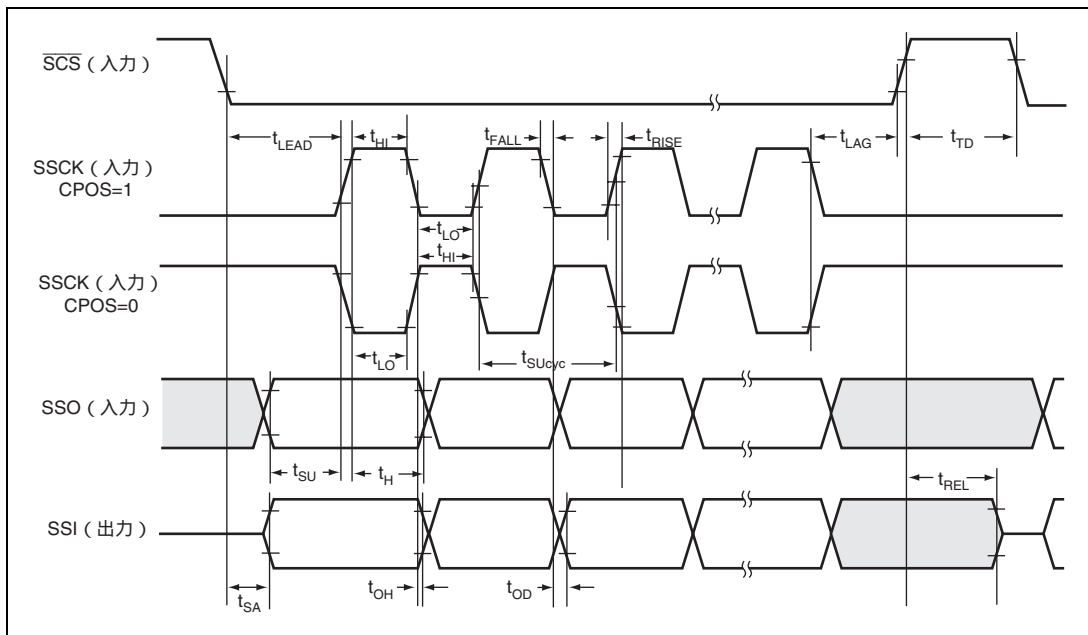 SCS(入力)
tLEAD
tHI
tFALL
tRISE
tLAG
tTD
SSCK(入力)
CPOS=1
tLO
tHI
SSCK(入力)
CPOS=0
tLO
tSUcyc
SSO(入力)
tSU
tH
tREL
SSI(出力)
tSA
tOH
tOD